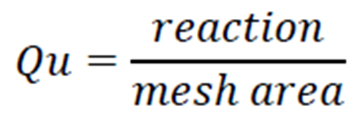 Qu = reaction / mesh area